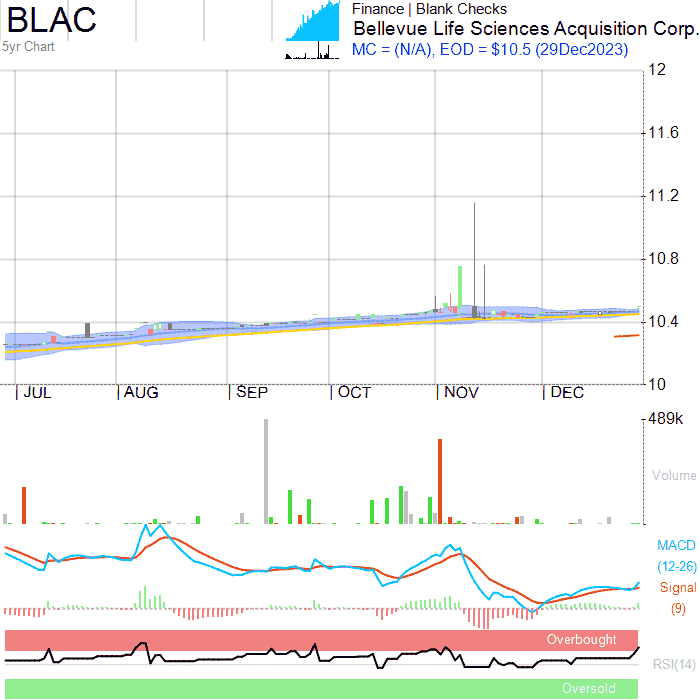 BLAC
5yr Chart
Finance | Blank Checks
Bellevue Life Sciences Acquisition Corp.
MC = (N/A), EOD = $10.5 (29Dec2023)
12
11.6
11.2
10.8
10.4
10
| JUL | AUG | SEP | OCT | NOV | DEC
489k
Volume
MACD
(12-26)
Signal
(9)
Overbought
RSI(14)
Oversold